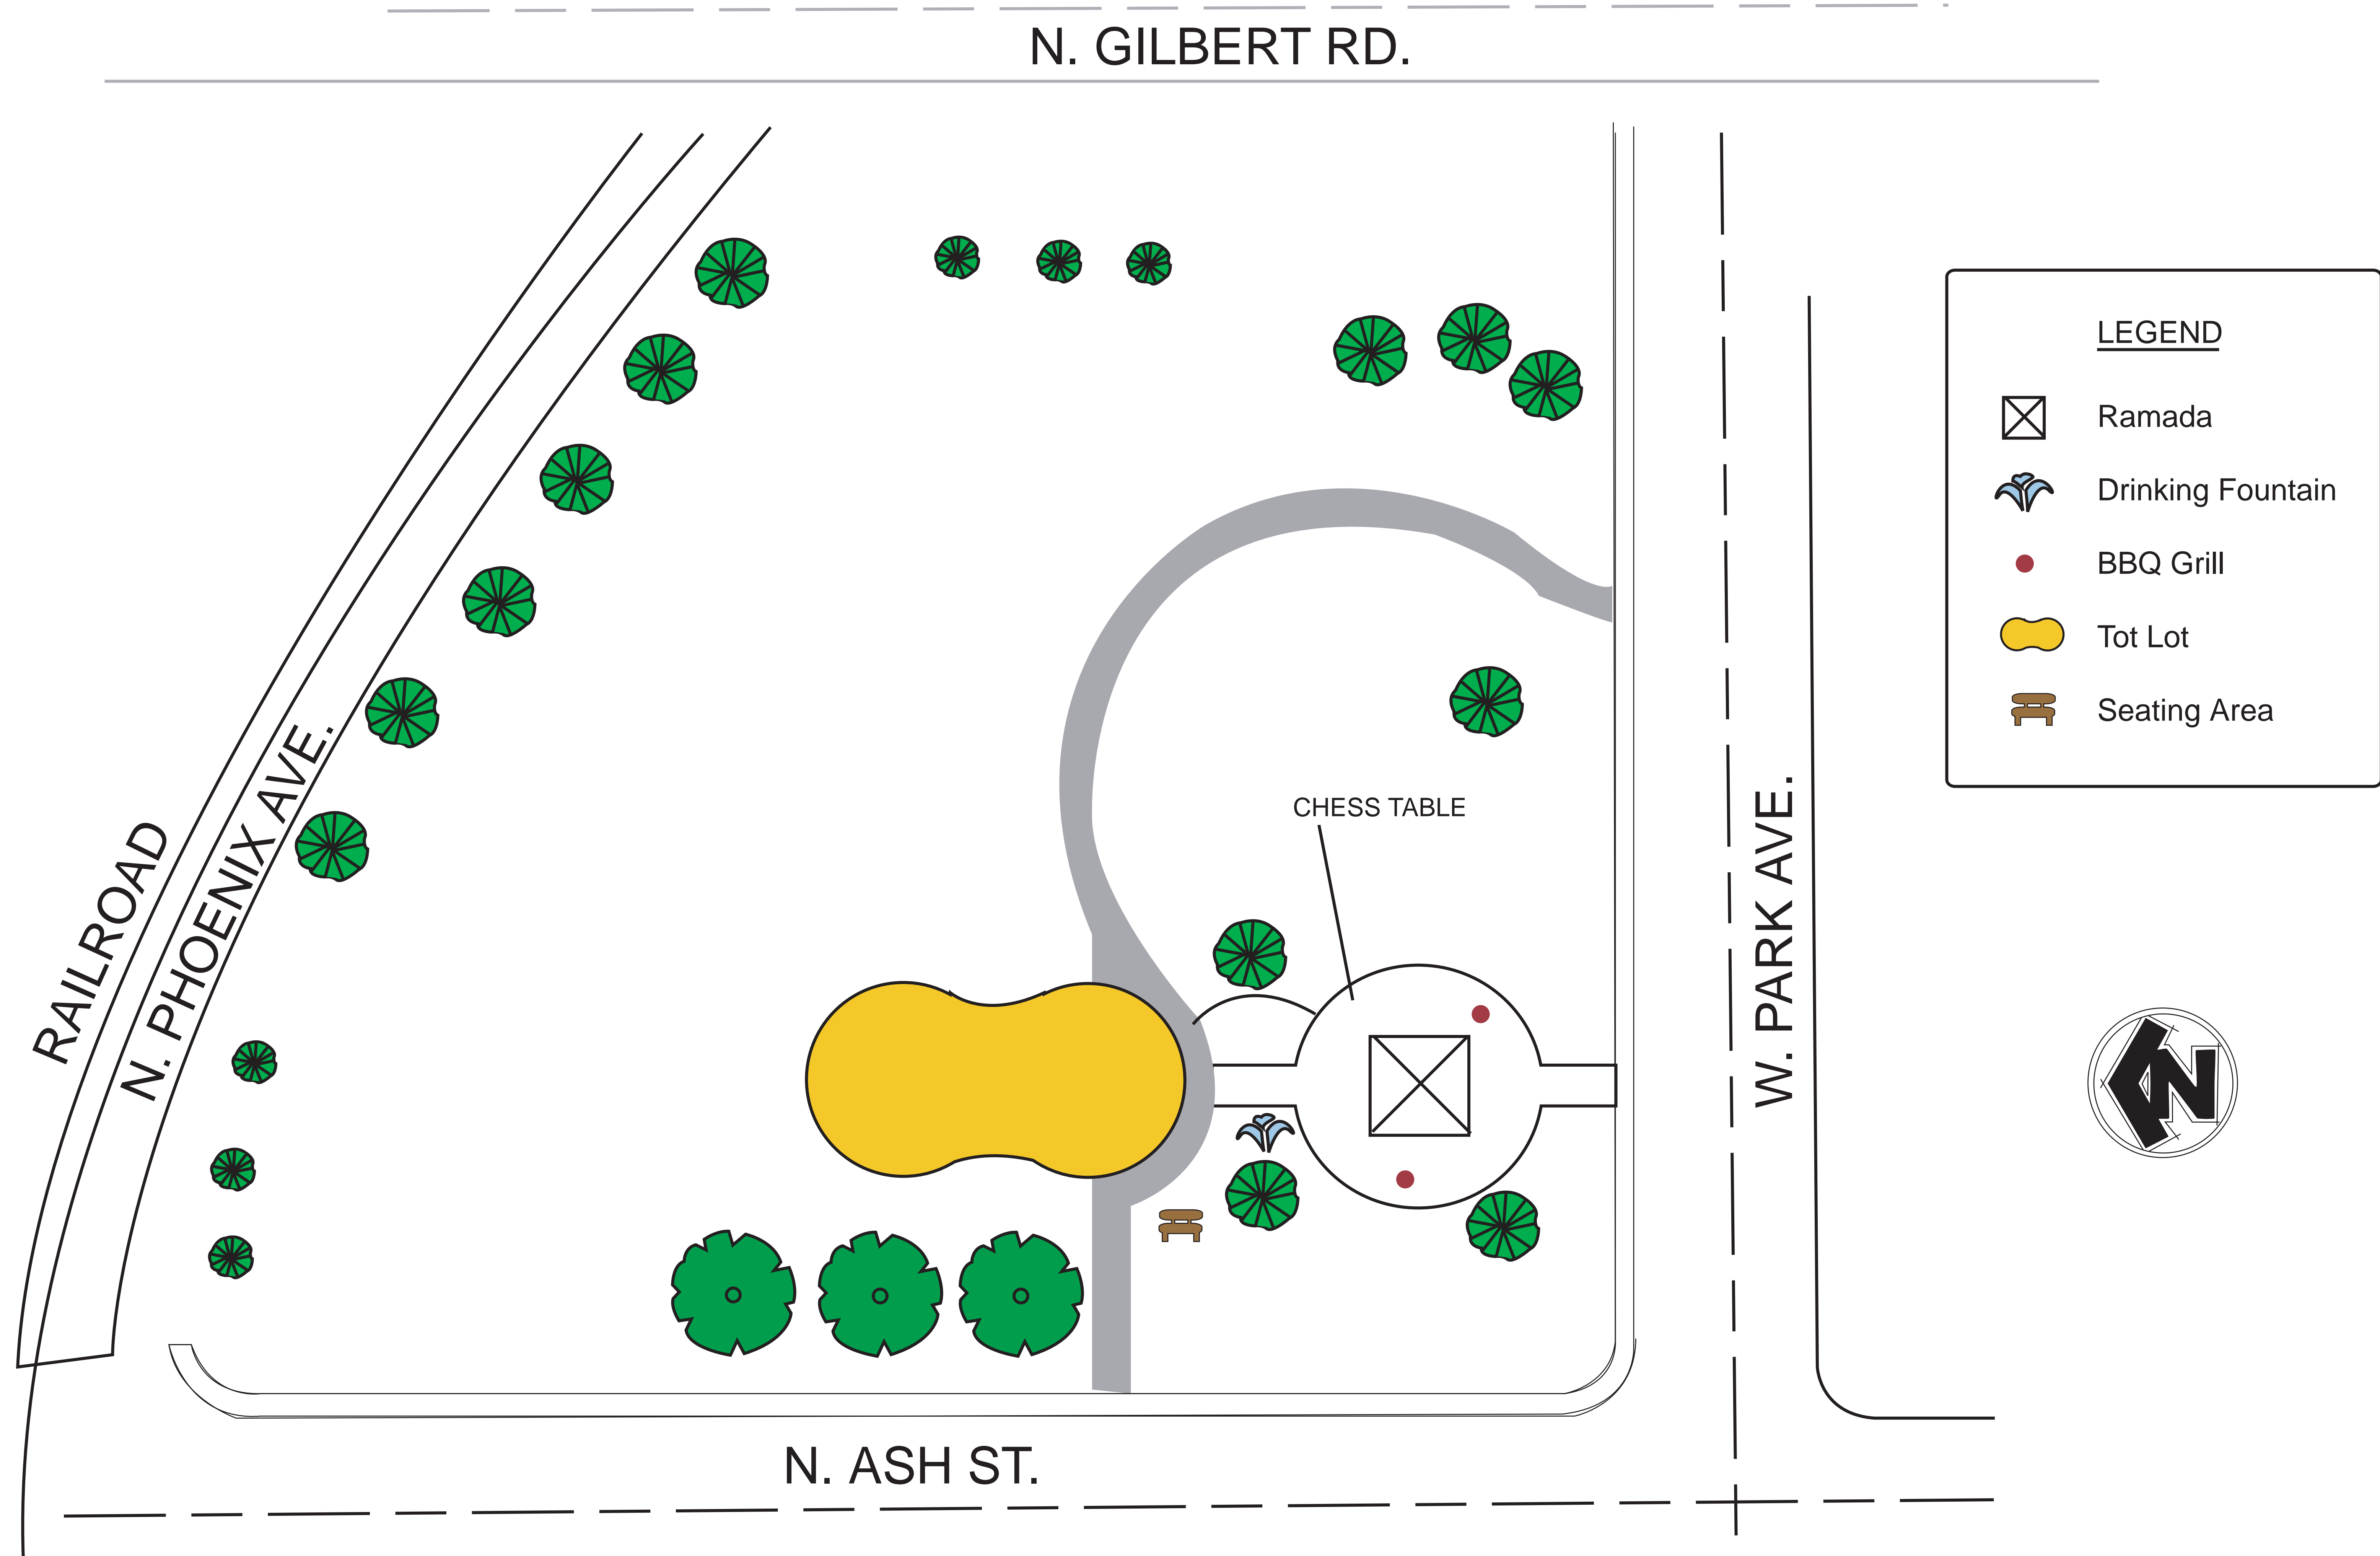 N. GILBERT RD.
LEGEND
Ramada
Drinking Fountain
BBQ Grill
Tot Lot
Seating Area
CHESS TABLE
RAILROAD
N. PHOENIX AVE.
W. PARK AVE.
N
N. ASH ST.